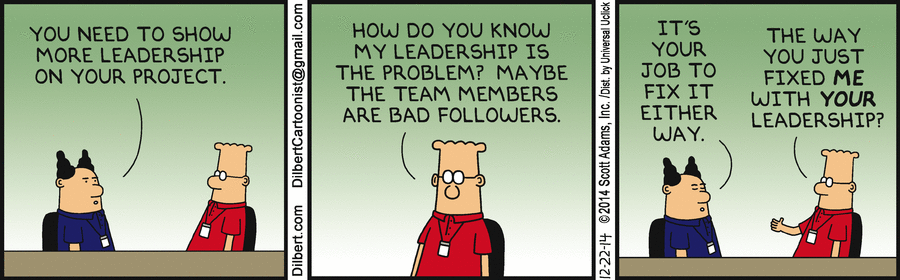 YOU NEED TO SHOW
MORE LEADERSHIP
ON YOUR PROJECT.
Dilbert.com DilbertCartoonist@gmail.com
HOW DO YOU KNOW
MY LEADERSHIP IS
THE PROBLEM? MAYBE
THE TEAM MEMBERS
ARE BAD FOLLOWERS.
12-22-14 ©2014 Scott Adams, Inc. /Dist. by Universal Uclick
IT'S
YOUR
JOB TO
FIX IT
EITHER
WAY.
THE WAY
YOU JUST
FIXED ME
WITH YOUR
LEADERSHIP?